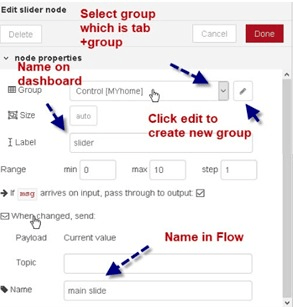 Edit slider node
Select group
which is tab
+group
Delete
Cancel
Done
node properties
Name on
dashboard
Group
Control [MYhome]
Size
auto
Click edit to
create new group
Label
slider
Range
min 0 max 10 step 1
If msg arrives on input, pass through to output:
When changed, send:
Payload Current value
Name in Flow
Topic
Name
main slide